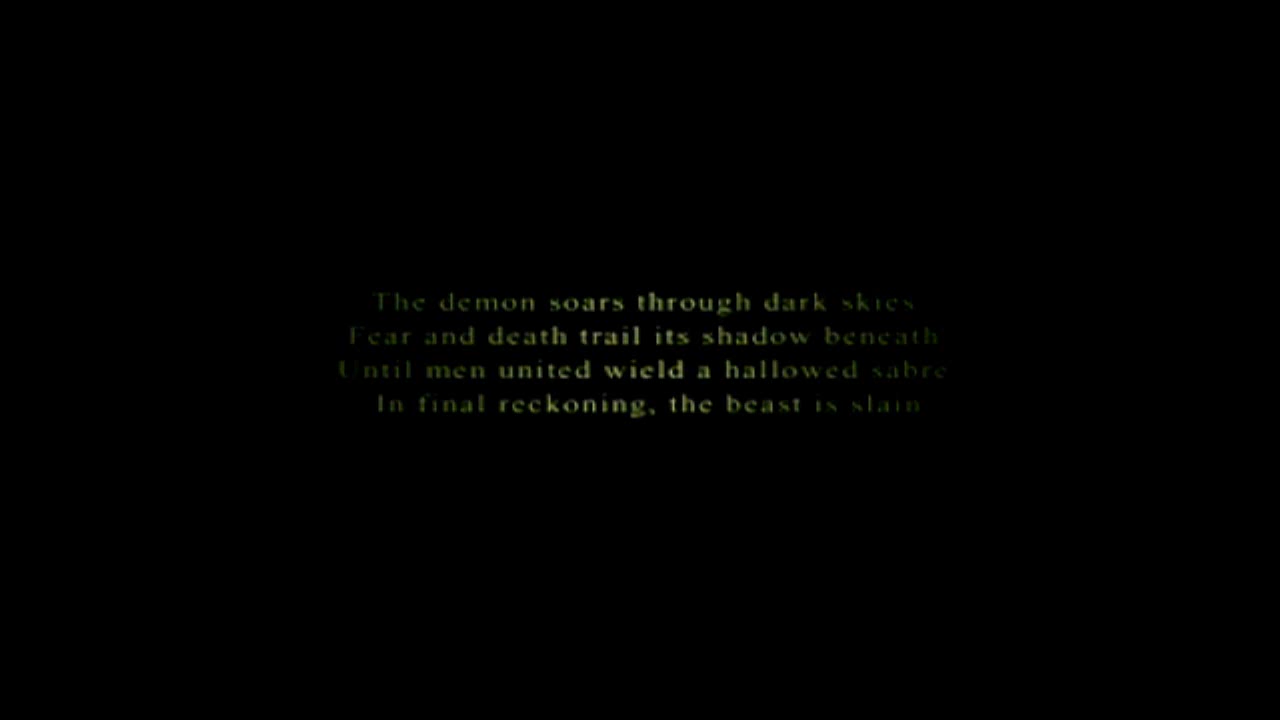 The demon soars through dark skies
Fear and death trail its shadow beneath
Until men united wield a hallowed sabre
In final reckoning, the beast is slain